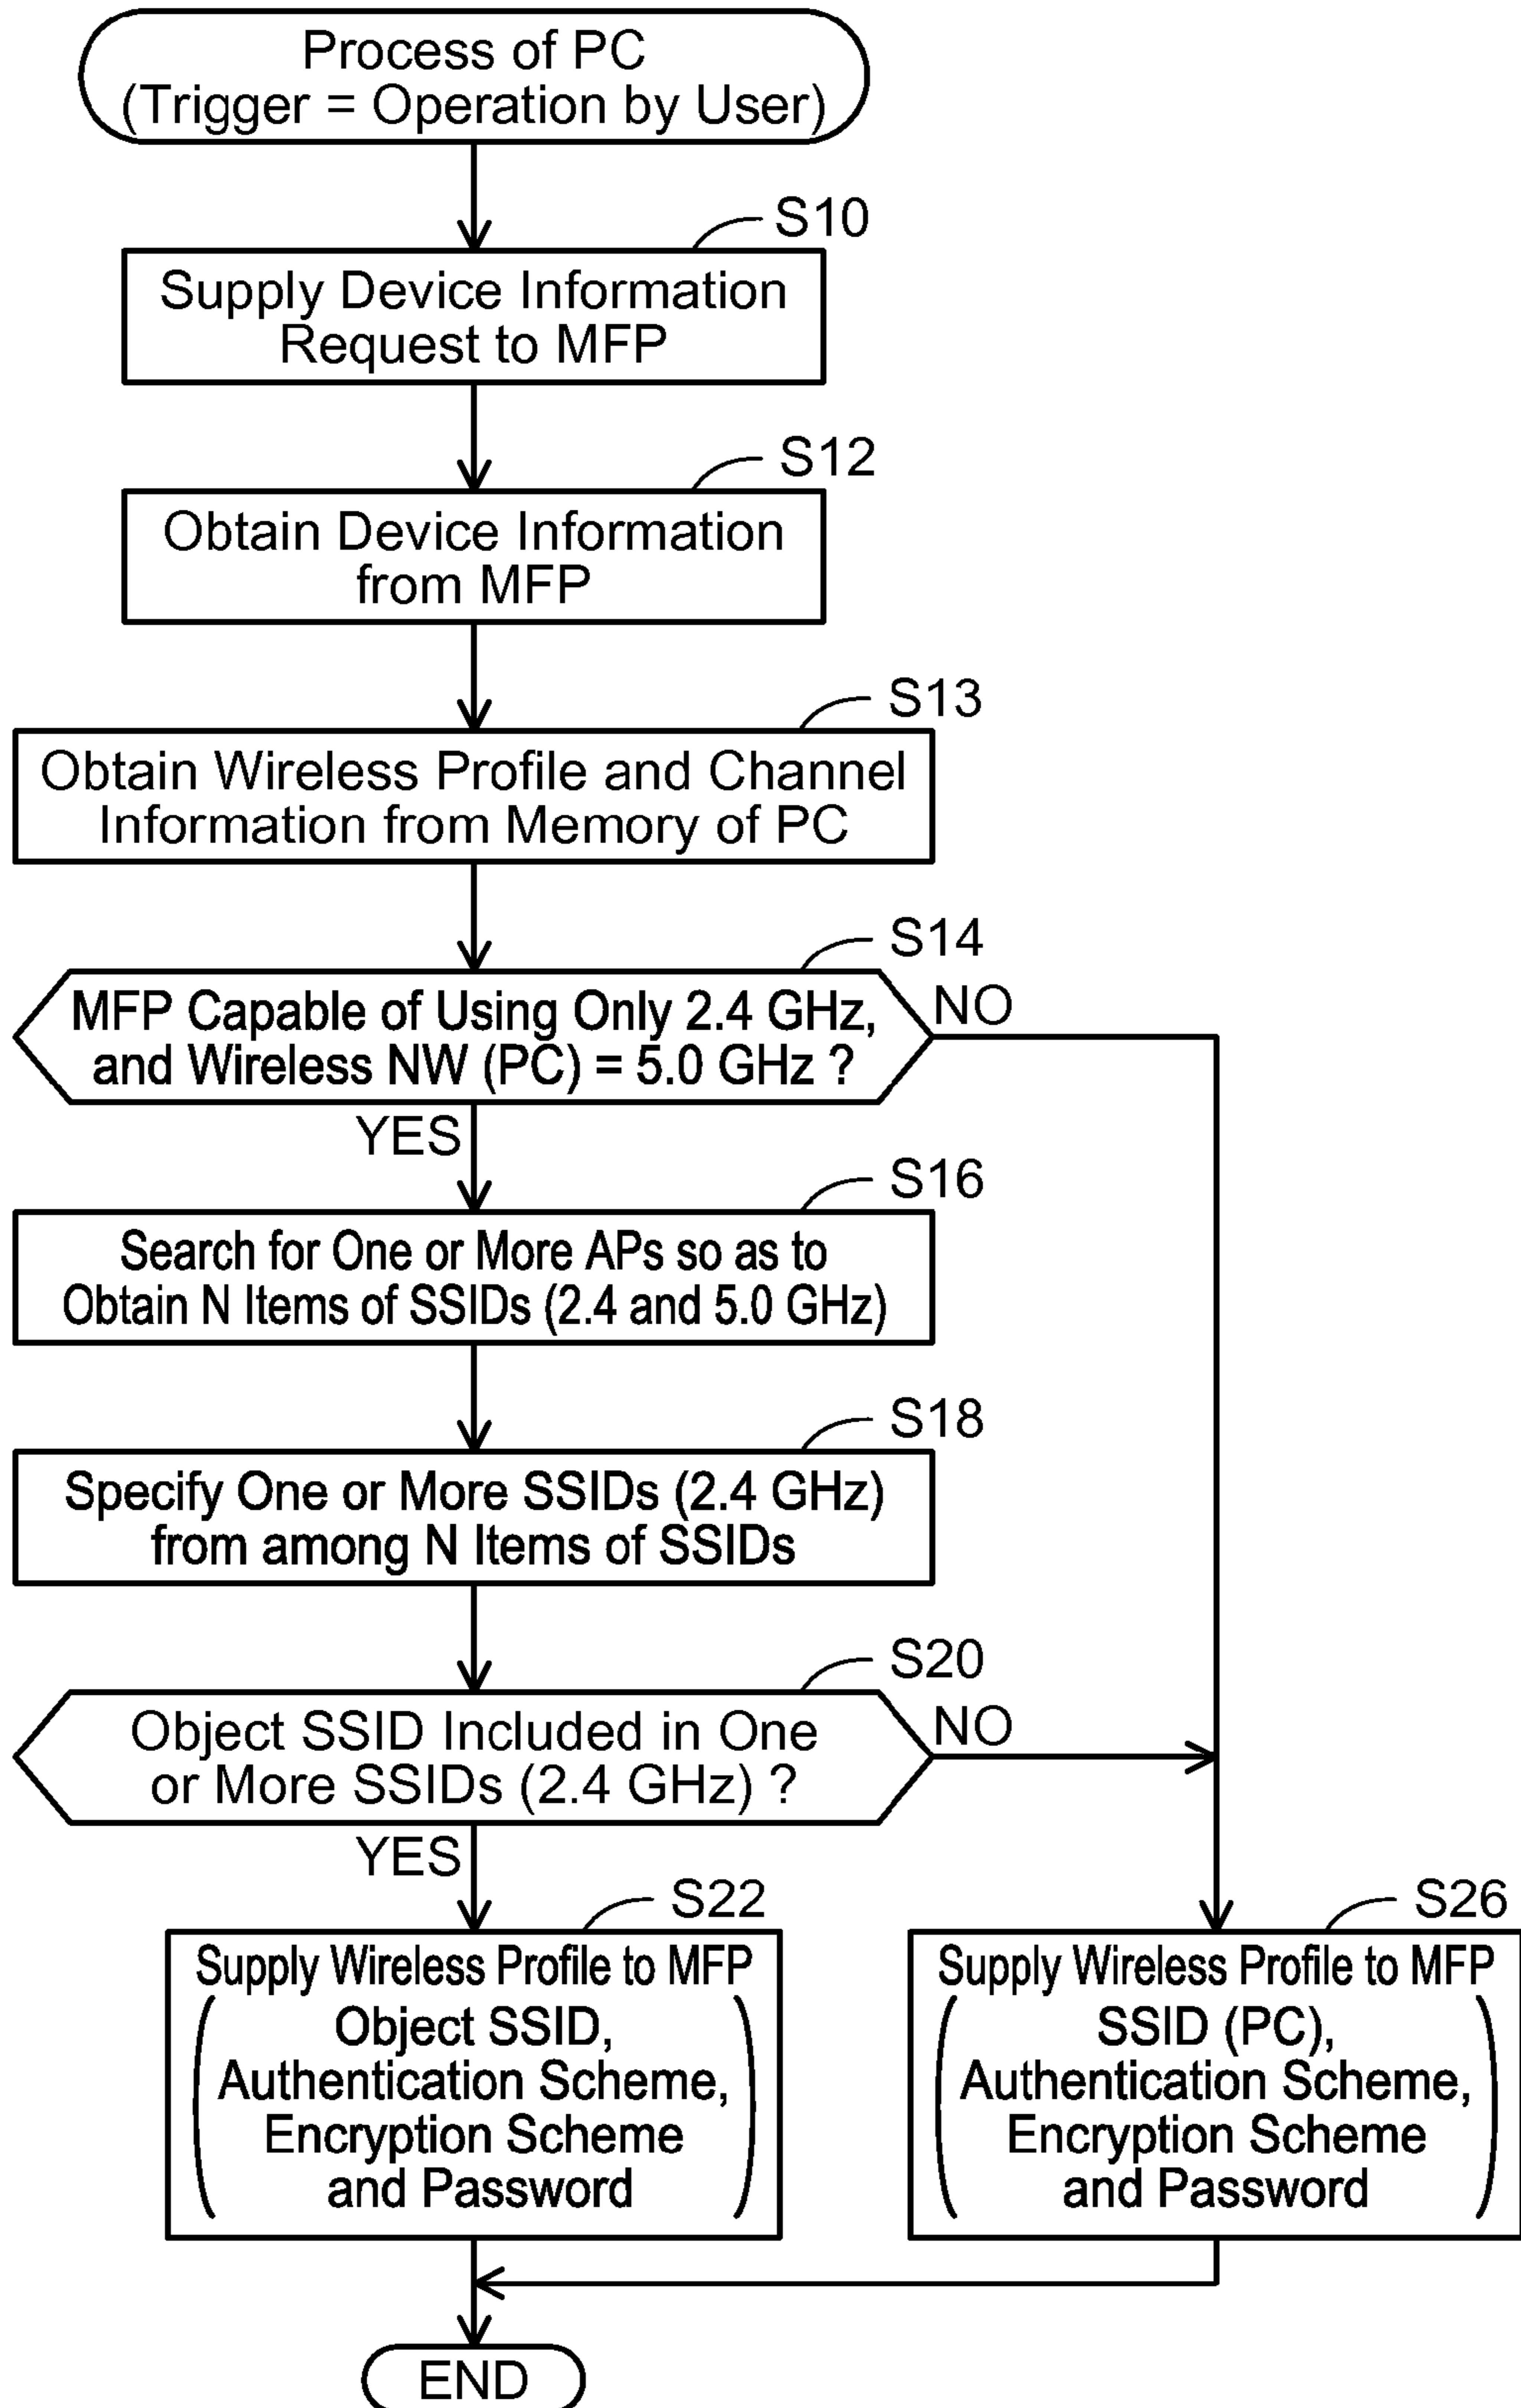 Process of PC
(Trigger = Operation by User)
S10
Supply Device Information
Request to MFP
S12
Obtain Device Information
from MFP
S13
Obtain Wireless Profile and Channel
Information from Memory of PC
S14
MFP Capable of Using Only 2.4 GHz,
and Wireless NW (PC) = 5.0 GHz ?
NO
YES
S16
Search for One or More APs so as to
Obtain N Items of SSIDs (2.4 and 5.0 GHz)
S18
Specify One or More SSIDs (2.4 GHz)
from among N Items of SSIDs
S20
Object SSID Included in One
or More SSIDs (2.4 GHz) ?
NO
YES
S22
Supply Wireless Profile to MFP
Object SSID,
Authentication Scheme,
Encryption Scheme
and Password
S26
Supply Wireless Profile to MFP
SSID (PC),
Authentication Scheme,
Encryption Scheme
and Password
END